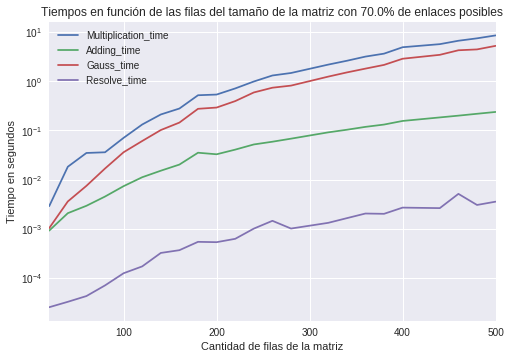 Tiempos en función de las filas del tamaño de la matriz con 70.0% de enlaces posibles
Multiplication_time
Adding_time
Gauss_time
Resolve_time
Tiempo en segundos
10¹
10⁰
10⁻¹
10⁻²
10⁻³
10⁻⁴
100
200
300
400
500
Cantidad de filas de la matriz